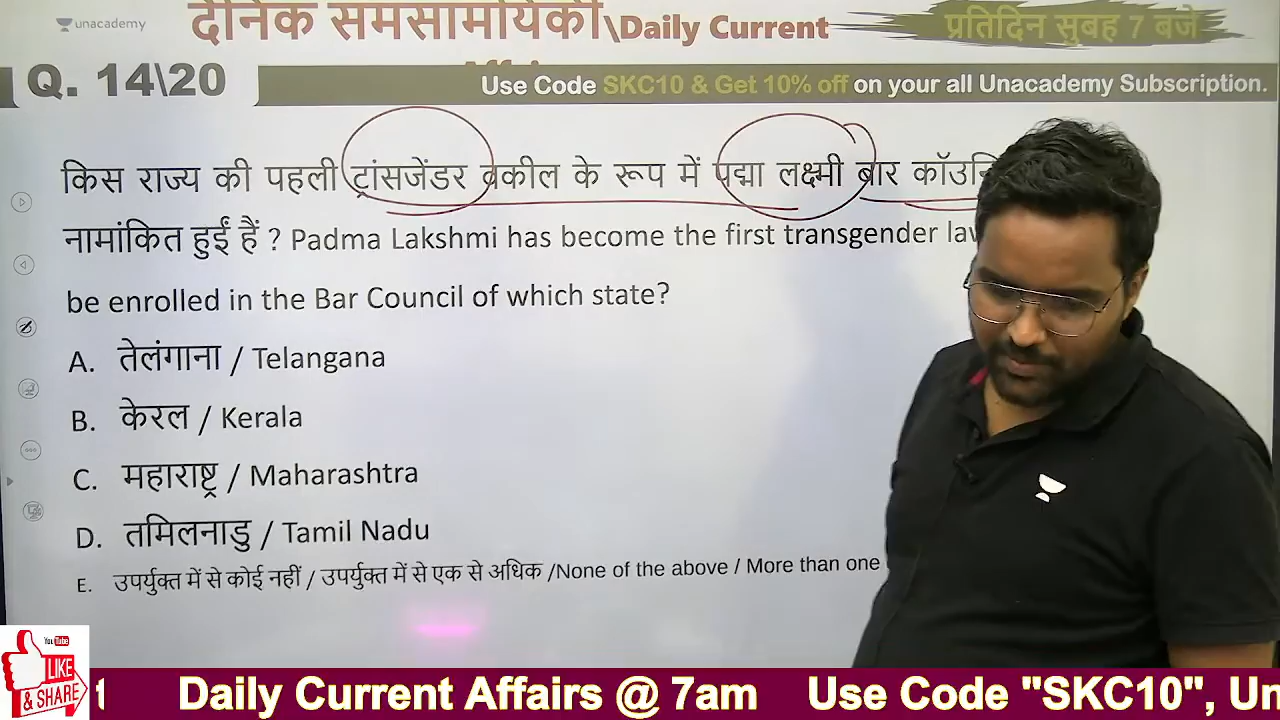 unacademy
दैनिक समसामयिकी\Daily Current
प्रतिदिन सुबह 7 बजे
Q. 14\20
Use Code SKC10 & Get 10% off on your all Unacademy Subscription.
किस राज्य की पहली ट्रांसजेंडर वकील के रूप में पद्मा लक्ष्मी बार
नामांकित हुईं हैं ? Padma Lakshmi has become the first transgender
be enrolled in the Bar Council of which state?
A. तेलंगाना / Telangana
B. केरल / Kerala
C. महाराष्ट्र / Maharashtra
D. तमिलनाडु / Tamil Nadu
E. उपर्युक्त में से कोई नहीं / उपर्युक्त में से एक से अधिक /None of the above / More than one
You Tube
LIKE
& SHARE
Daily Current Affairs @ 7am Use Code "SKC10",